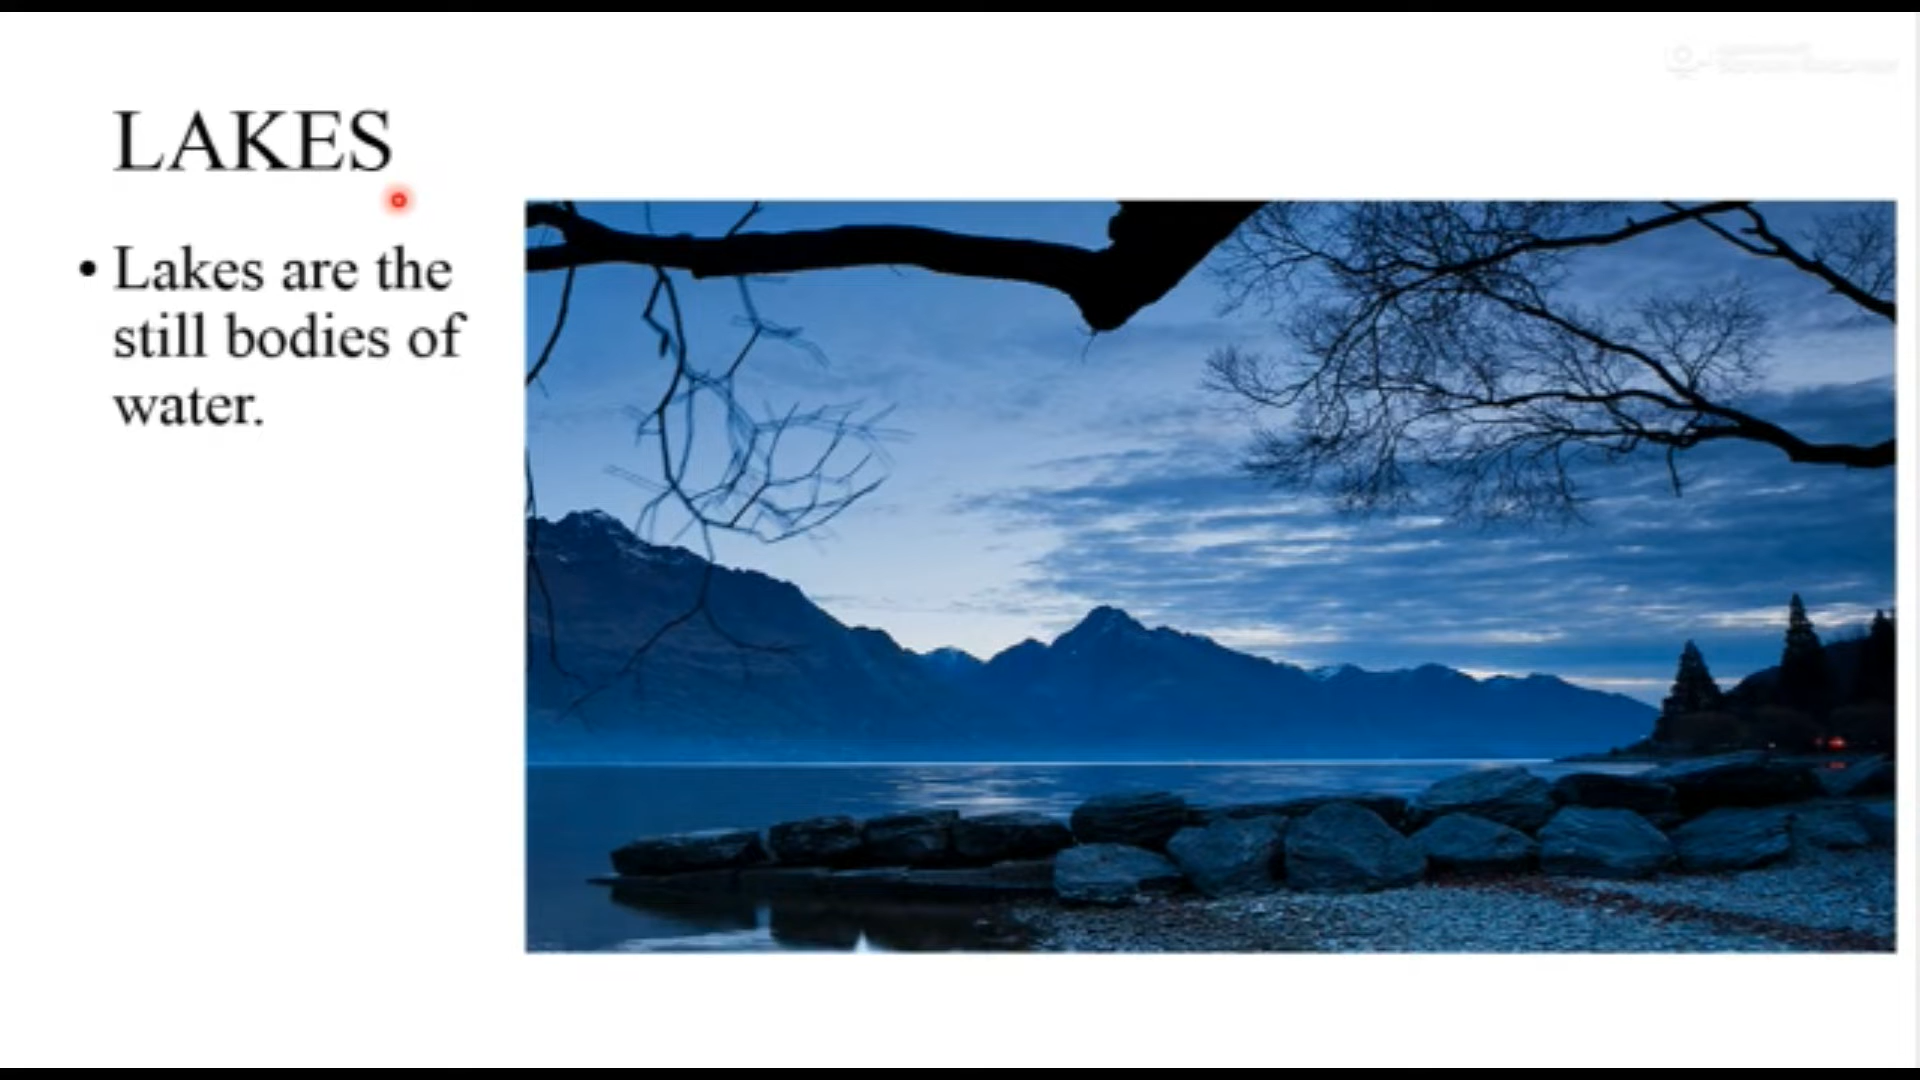 LAKES
• Lakes are the
still bodies of
water.